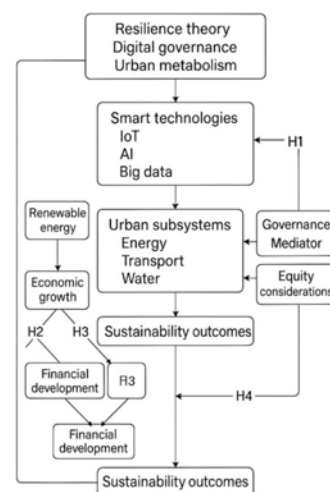 Resilience theory
Digital governance
Urban metabolism
Smart technologies
IoT
AI
Big data
H1
Renewable
energy
Urban subsystems
Energy
Transport
Water
Governance
Mediator
Economic
growth
Equity
considerations
H2
H3
Sustainability outcomes
Financial
development
H4
Financial
development
Sustainability outcomes